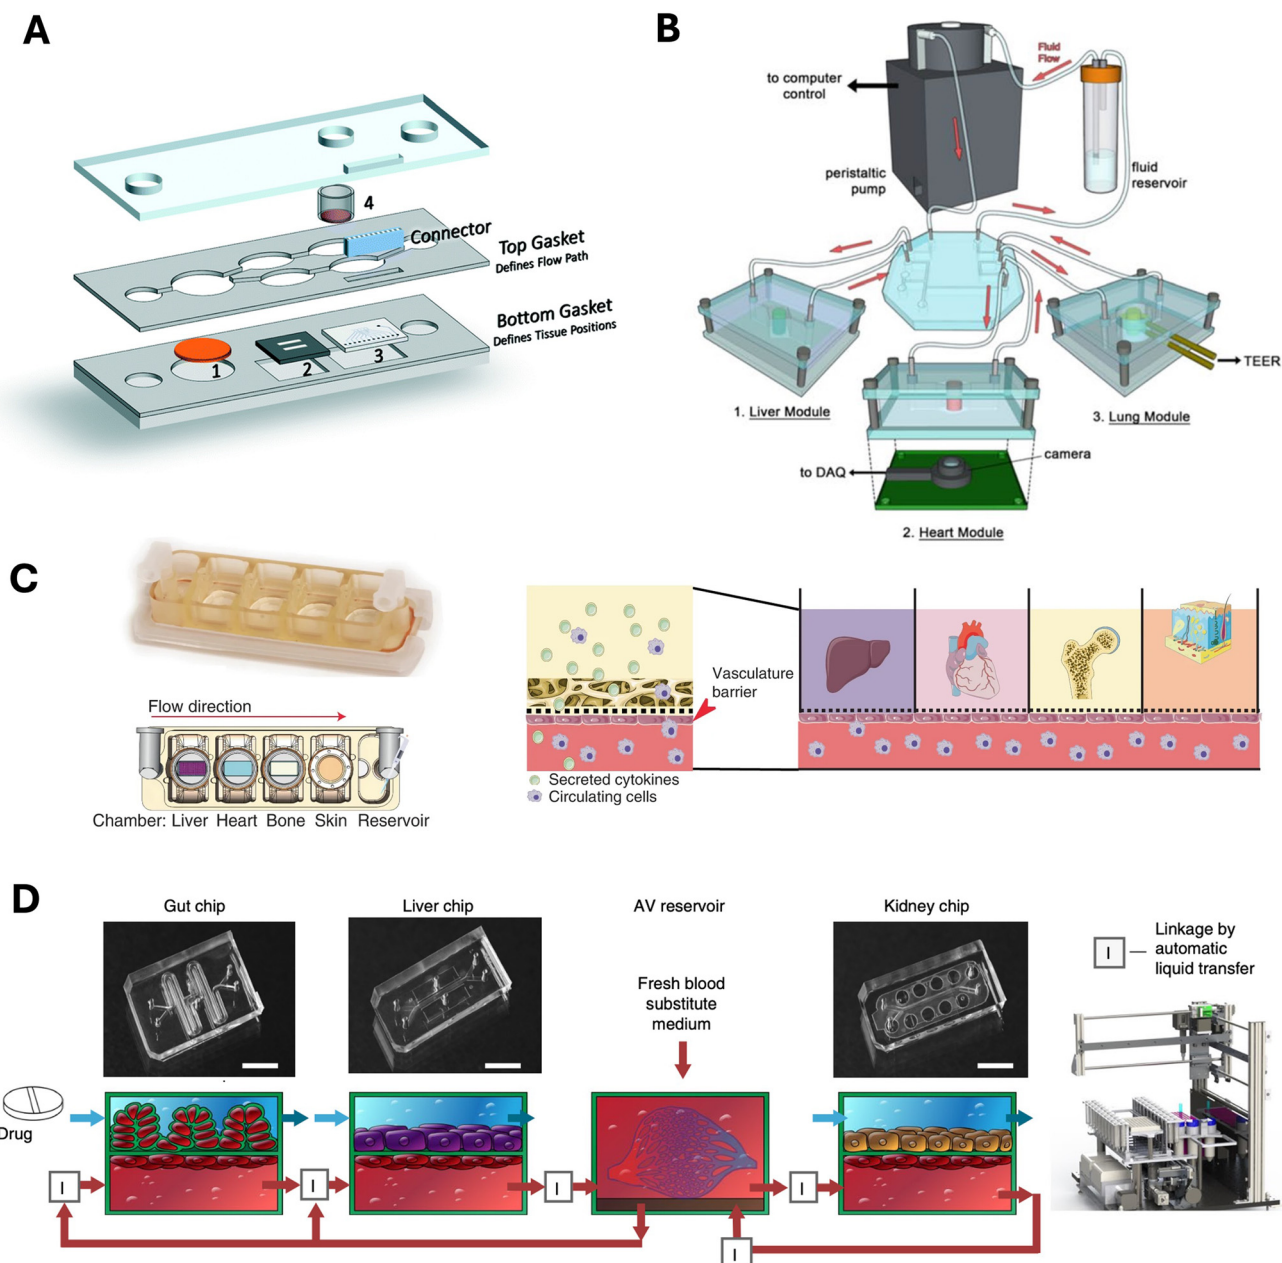 A
4
Connector
Top Gasket
Defines Flow Path
Bottom Gasket
Defines Tissue Positions
1
2
3
B
Fluid
Flow
to computer
control
peristaltic
pump
fluid
reservoir
TEER
1. Liver Module
3. Lung Module
camera
to DAQ
2. Heart Module
C
Flow direction
Chamber: Liver Heart Bone Skin Reservoir
Vasculature
barrier
Secreted cytokines
Circulating cells
D
Gut chip
Liver chip
AV reservoir
Kidney chip
Fresh blood
substitute
medium
I
Linkage by
automatic
liquid transfer
Drug
I
I
I
I
I